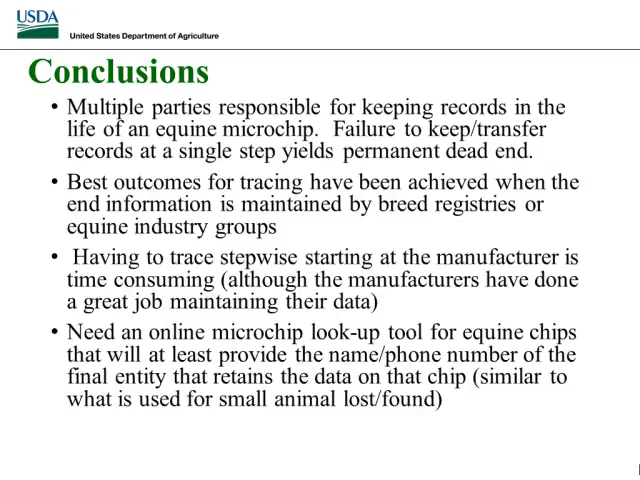 USDA
United States Department of Agriculture
Conclusions
• Multiple parties responsible for keeping records in the
life of an equine microchip. Failure to keep/transfer
records at a single step yields permanent dead end.
• Best outcomes for tracing have been achieved when the
end information is maintained by breed registries or
equine industry groups
• Having to trace stepwise starting at the manufacturer is
time consuming (although the manufacturers have done
a great job maintaining their data)
• Need an online microchip look-up tool for equine chips
that will at least provide the name/phone number of the
final entity that retains the data on that chip (similar to
what is used for small animal lost/found)